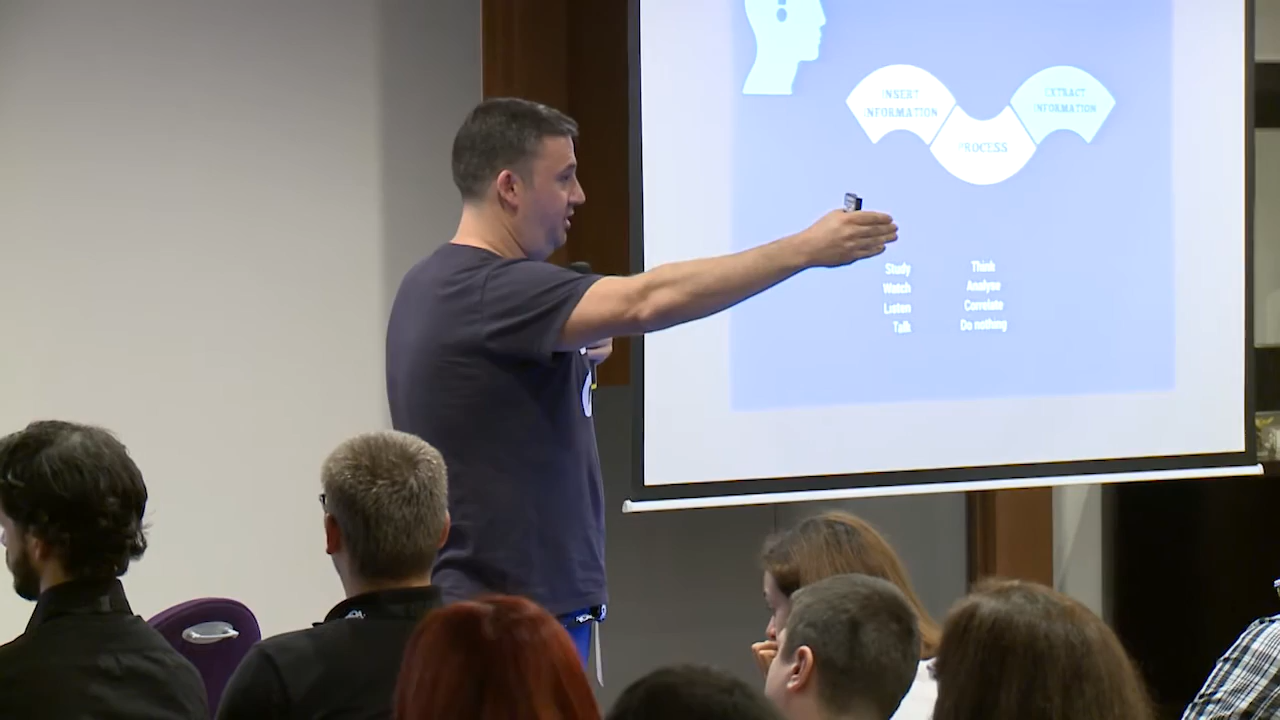 INSERT
INFORMATION
PROCESS
EXTRACT
INFORMATION
Study
Watch
Listen
Talk
Think
Analyse
Correlate
Do nothing